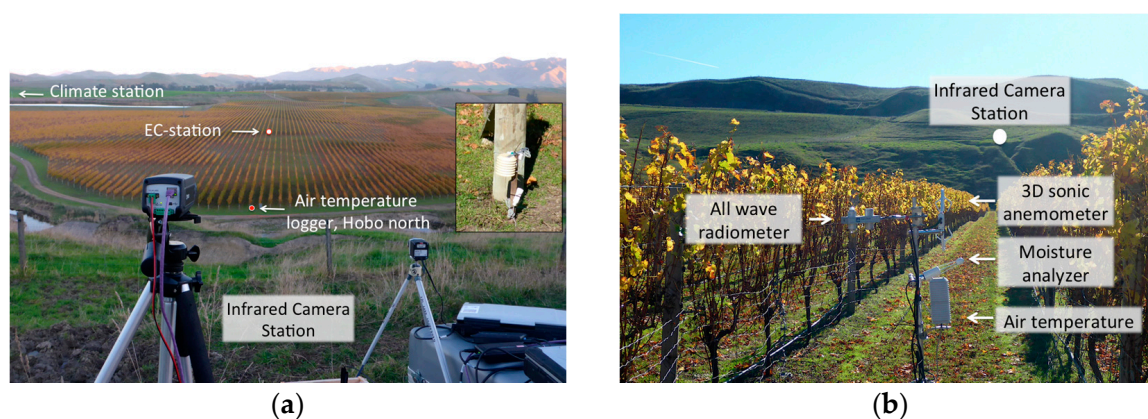 Climate station
EC-station
Air temperature
logger, Hobo north
Infrared Camera
Station
(a)
Infrared Camera
Station
All wave
radiometer
3D sonic
anemometer
Moisture
analyzer
Air temperature
(b)